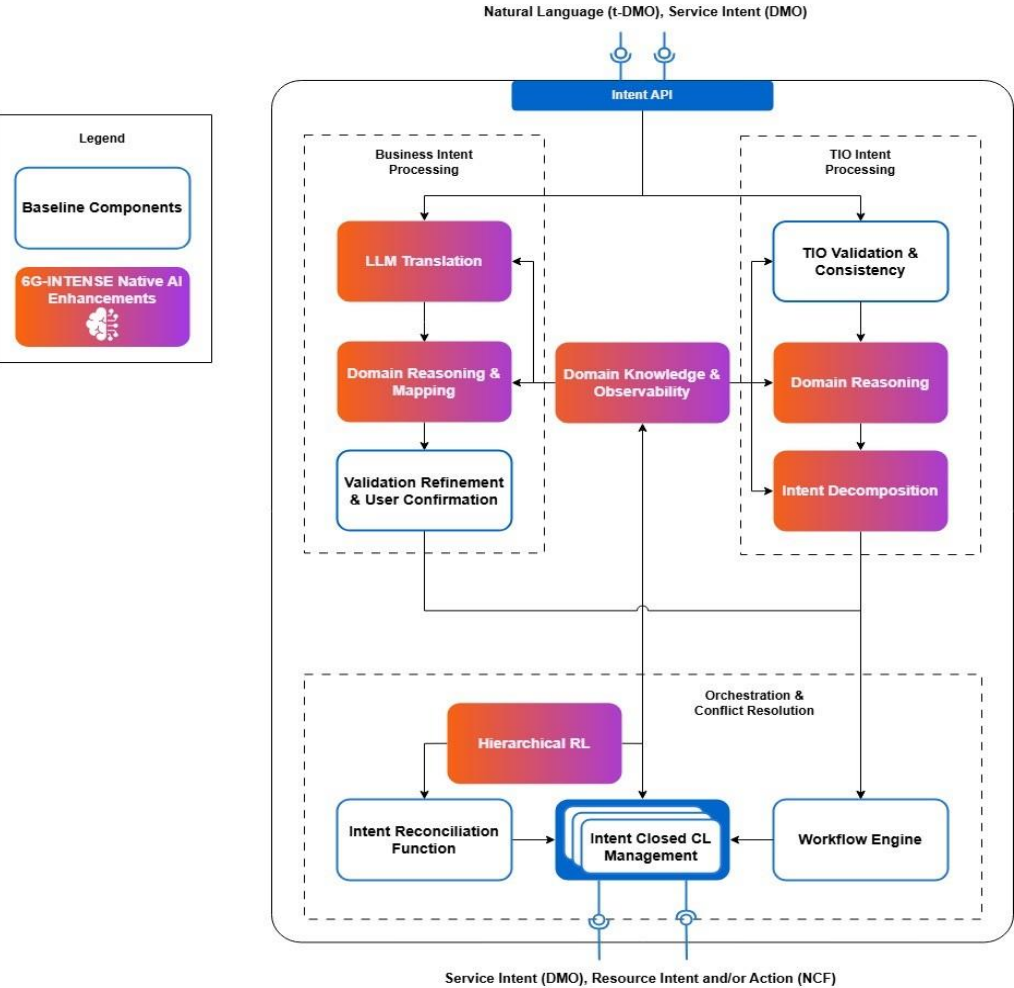 Natural Language (t-DMO), Service Intent (DMO)
Intent API
Legend
Baseline Components
6G-INTENSE Native AI
Enhancements
Business Intent
Processing
TIO Intent
Processing
LLM Translation
TIO Validation &
Consistency
Domain Reasoning &
Mapping
Domain Knowledge &
Observability
Domain Reasoning
Validation Refinement
& User Confirmation
Intent Decomposition
Orchestration &
Conflict Resolution
Hierarchical RL
Intent Reconciliation
Function
Intent Closed CL
Management
Workflow Engine
Service Intent (DMO), Resource Intent and/or Action (NCF)